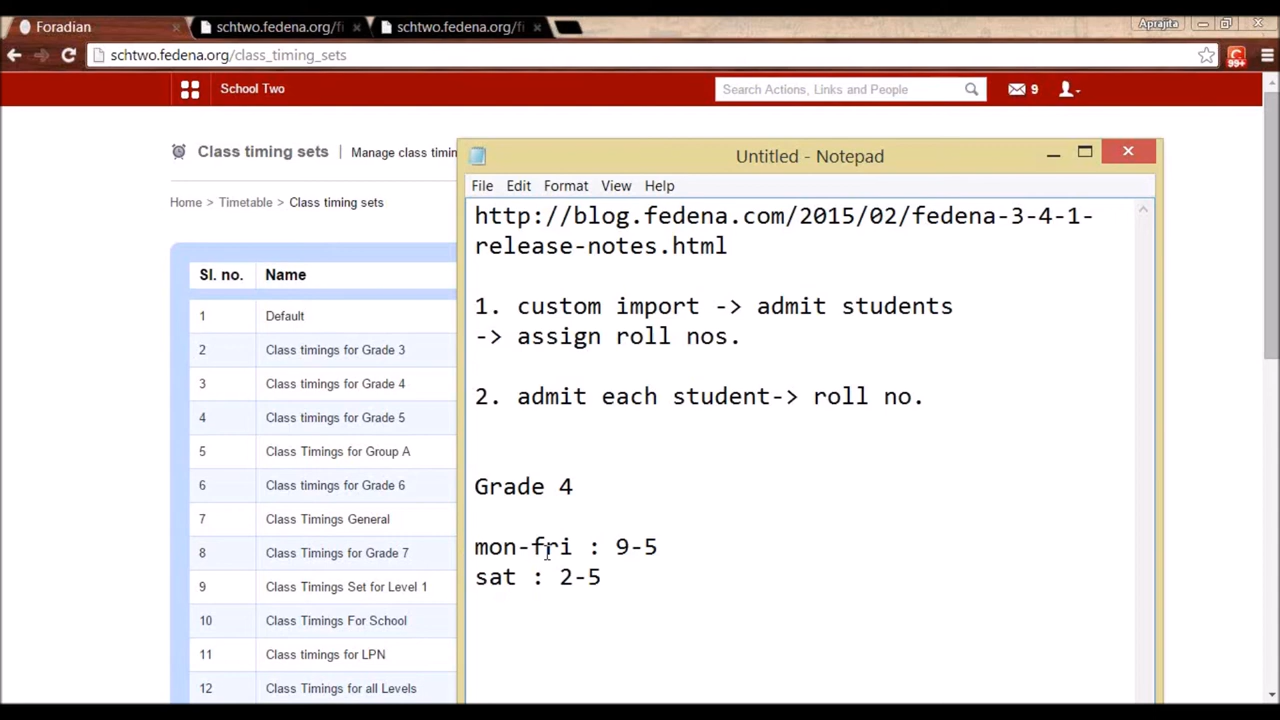 Foradian
schtwo.fedena.org/fi
schtwo.fedena.org/fi
Aprajita
schtwo.fedena.org/class_timing_sets
99+
School Two
Search Actions, Links and People
9
Class timing sets | Manage class timin
Home > Timetable > Class timing sets
Sl. no. Name
1 Default
2 Class timings for Grade 3
3 Class timings for Grade 4
4 Class timings for Grade 5
5 Class Timings for Group A
6 Class timings for Grade 6
7 Class Timings General
8 Class Timings for Grade 7
9 Class Timings Set for Level 1
10 Class Timings For School
11 Class timings for LPN
12 Class Timings for all Levels
Untitled - Notepad
File Edit Format View Help
http://blog.fedena.com/2015/02/fedena-3-4-1-
release-notes.html
1. custom import -> admit students
-> assign roll nos.
2. admit each student-> roll no.
Grade 4
mon-fri : 9-5
sat : 2-5